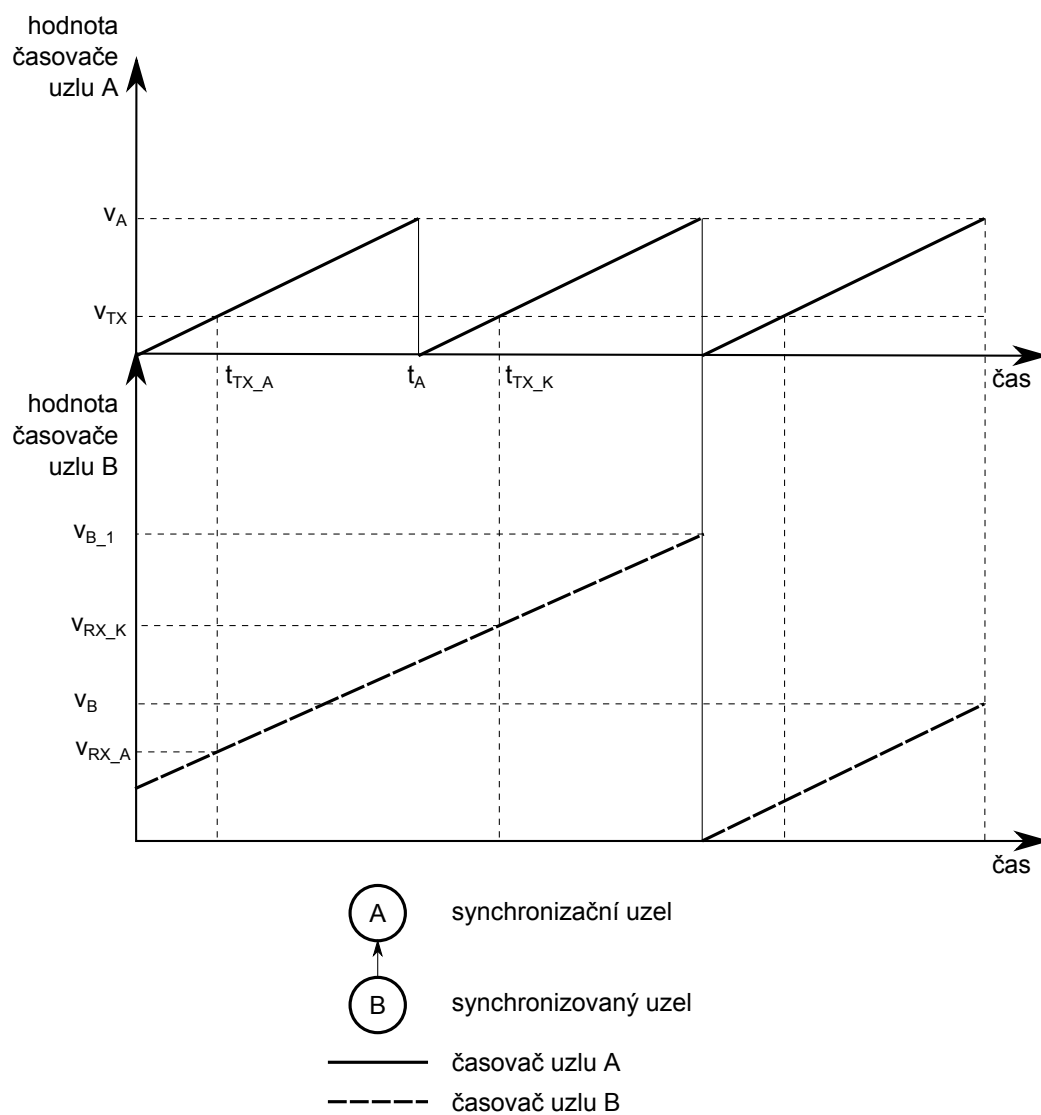 hodnota
časovače
uzlu A
v_A
v_TX
t_TX_A
t_A
t_TX_K
čas
hodnota
časovače
uzlu B
v_B_1
v_RX_K
v_B
v_RX_A
čas
A synchronizační uzel
B synchronizovaný uzel
časovač uzlu A
časovač uzlu B